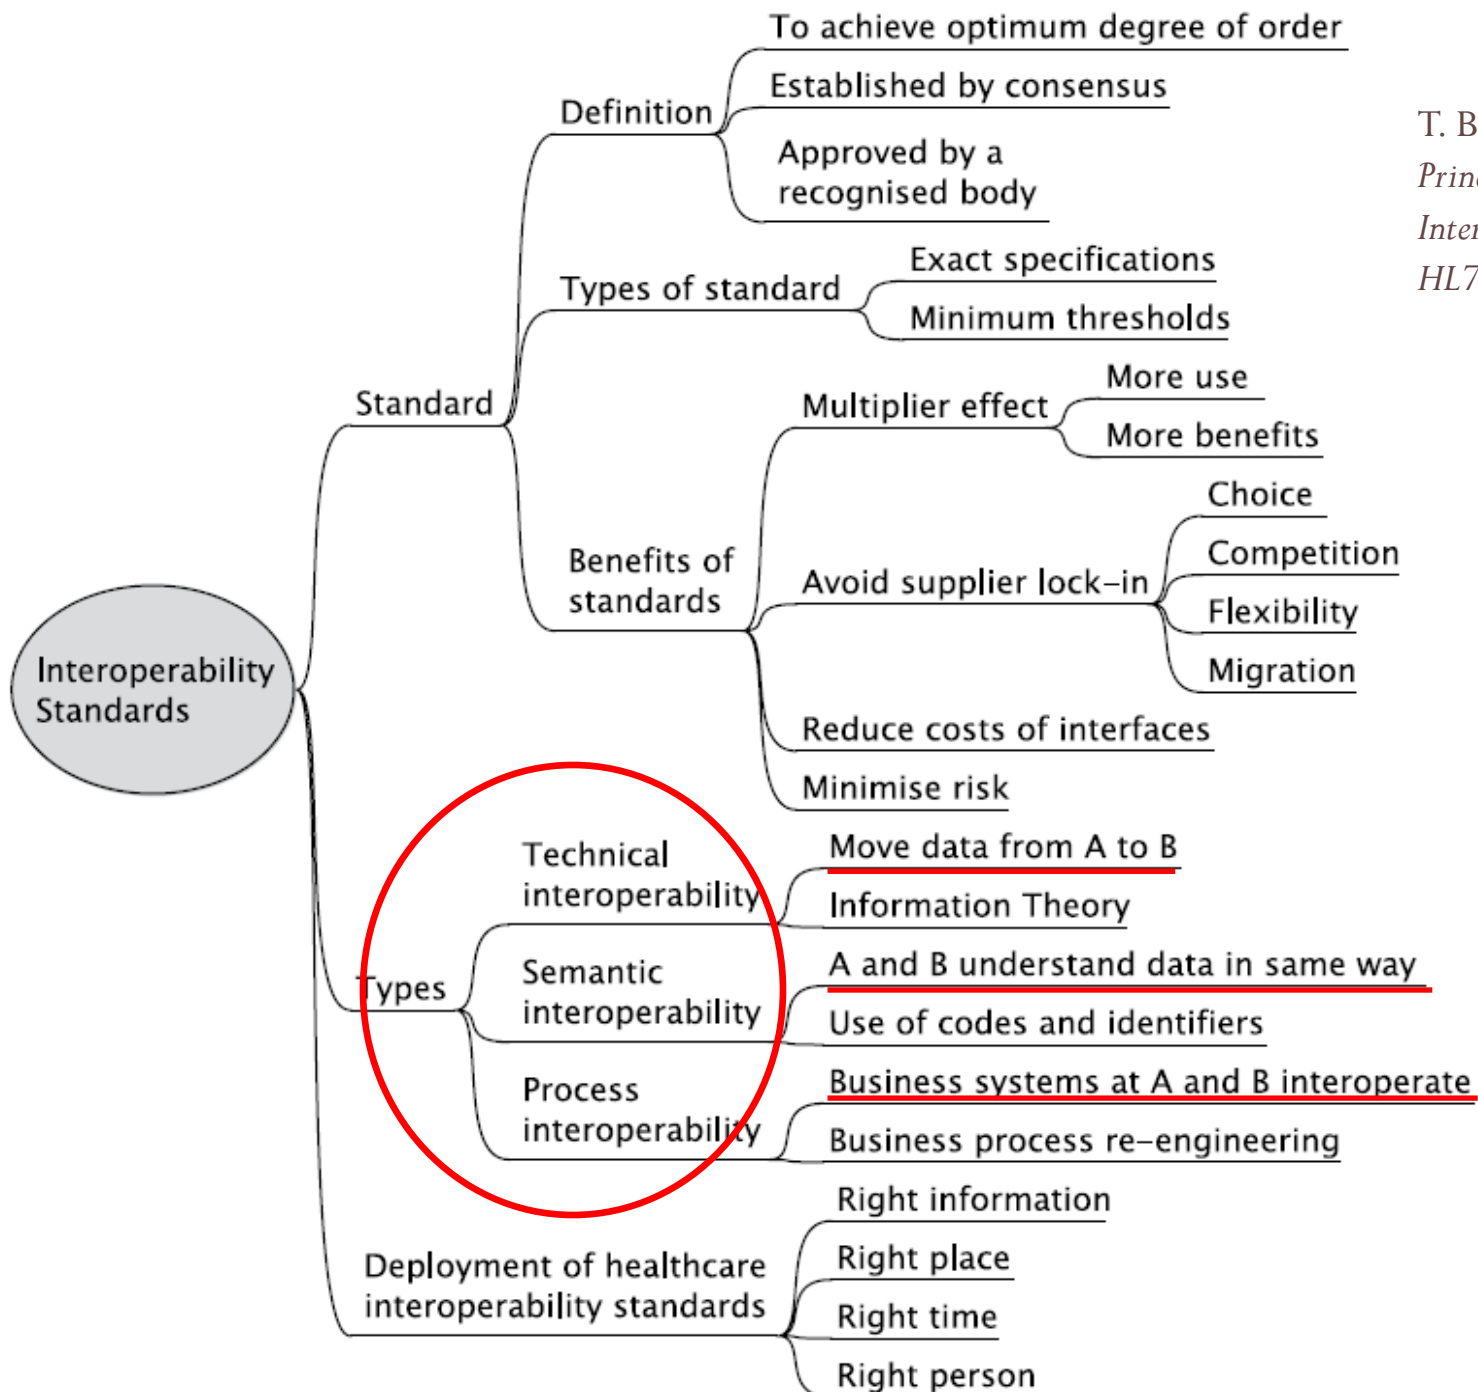 To achieve optimum degree of order
Definition
Established by consensus
Approved by a
recognised body
T. B
Prin
Inter
HL7
Types of standard
Exact specifications
Minimum thresholds
Standard
Multiplier effect
More use
More benefits
Benefits of
standards
Avoid supplier lock-in
Choice
Competition
Flexibility
Migration
Reduce costs of interfaces
Minimise risk
Interoperability
Standards
Types
Technical
interoperability
Move data from A to B
Information Theory
Semantic
interoperability
A and B understand data in same way
Use of codes and identifiers
Process
interoperability
Business systems at A and B interoperate
Business process re-engineering
Deployment of healthcare
interoperability standards
Right information
Right place
Right time
Right person